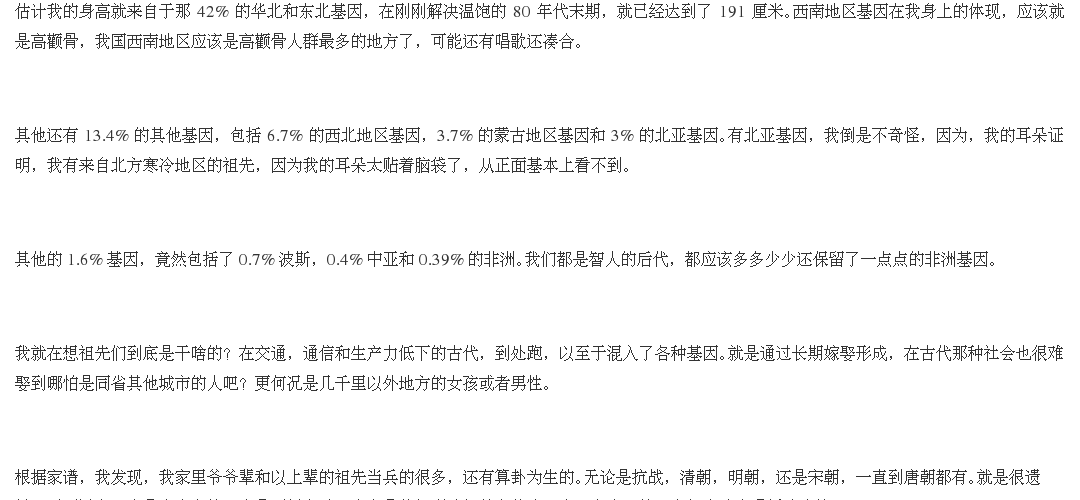 估计我的身高就来自于那 42% 的华北和东北基因，在刚刚解决温饱的 80 年代末期，就已经达到了 191 厘米。西南地区基因在我身上的体现，应该就
是高颧骨，我国西南地区应该是高颧骨人群最多的地方了，可能还有唱歌还凑合。
其他还有 13.4% 的其他基因，包括 6.7% 的西北地区基因，3.7% 的蒙古地区基因和 3% 的北亚基因。有北亚基因，我倒是不奇怪，因为，我的耳朵证
明，我有来自北方寒冷地区的祖先，因为我的耳朵太贴着脑袋了，从正面基本上看不到。
其他的 1.6% 基因，竟然包括了 0.7% 波斯，0.4% 中亚和 0.39% 的非洲。我们都是智人的后代，都应该多多少少还保留了一点点的非洲基因。
我就在想祖先们到底是干啥的？在交通，通信和生产力低下的古代，到处跑，以至于混入了各种基因。就是通过长期嫁娶形成，在古代那种社会也很难
娶到哪怕是同省其他城市的人吧？更何况是几千里以外地方的女孩或者男性。
根据家谱，我发现，我家里爷爷辈和以上辈的祖先当兵的很多，还有算卦为生的。无论是抗战，清朝，明朝，还是宋朝，一直到唐朝都有。就是很遗